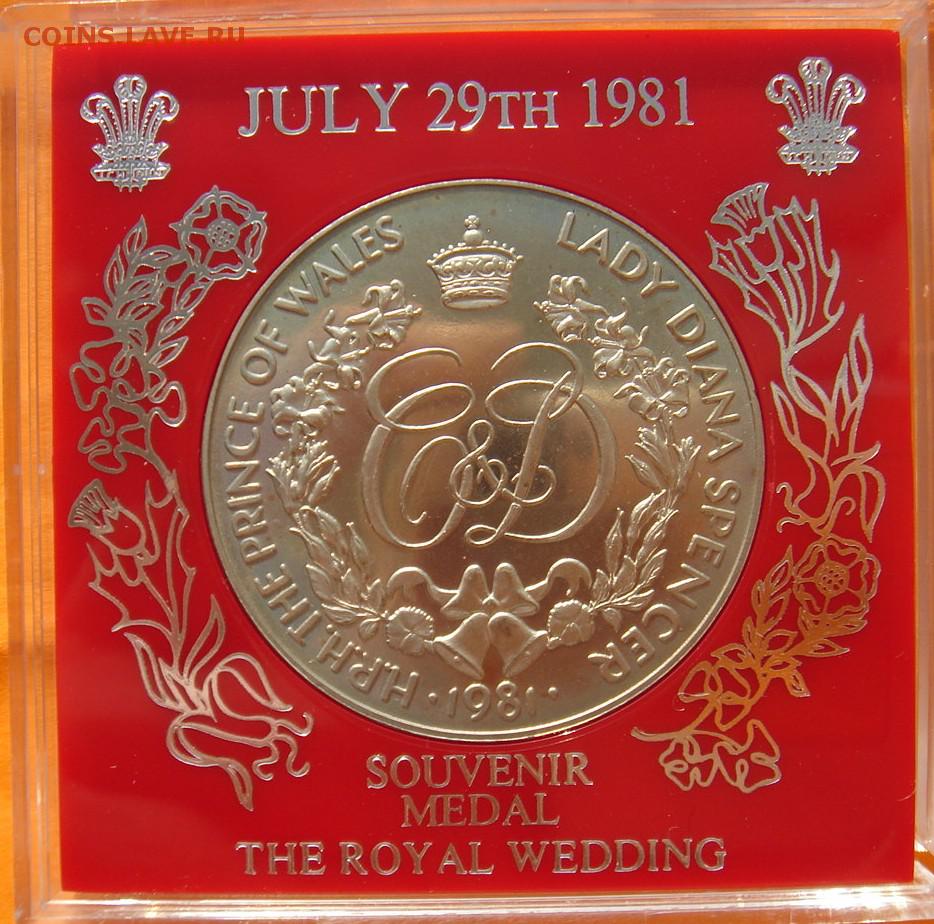 COINS.LAVE.RU
JULY 29TH 1981
H.R.H. THE PRINCE OF WALES
LADY DIANA SPENCER
C & D
· 1981 ·
SOUVENIR
MEDAL
THE ROYAL WEDDING